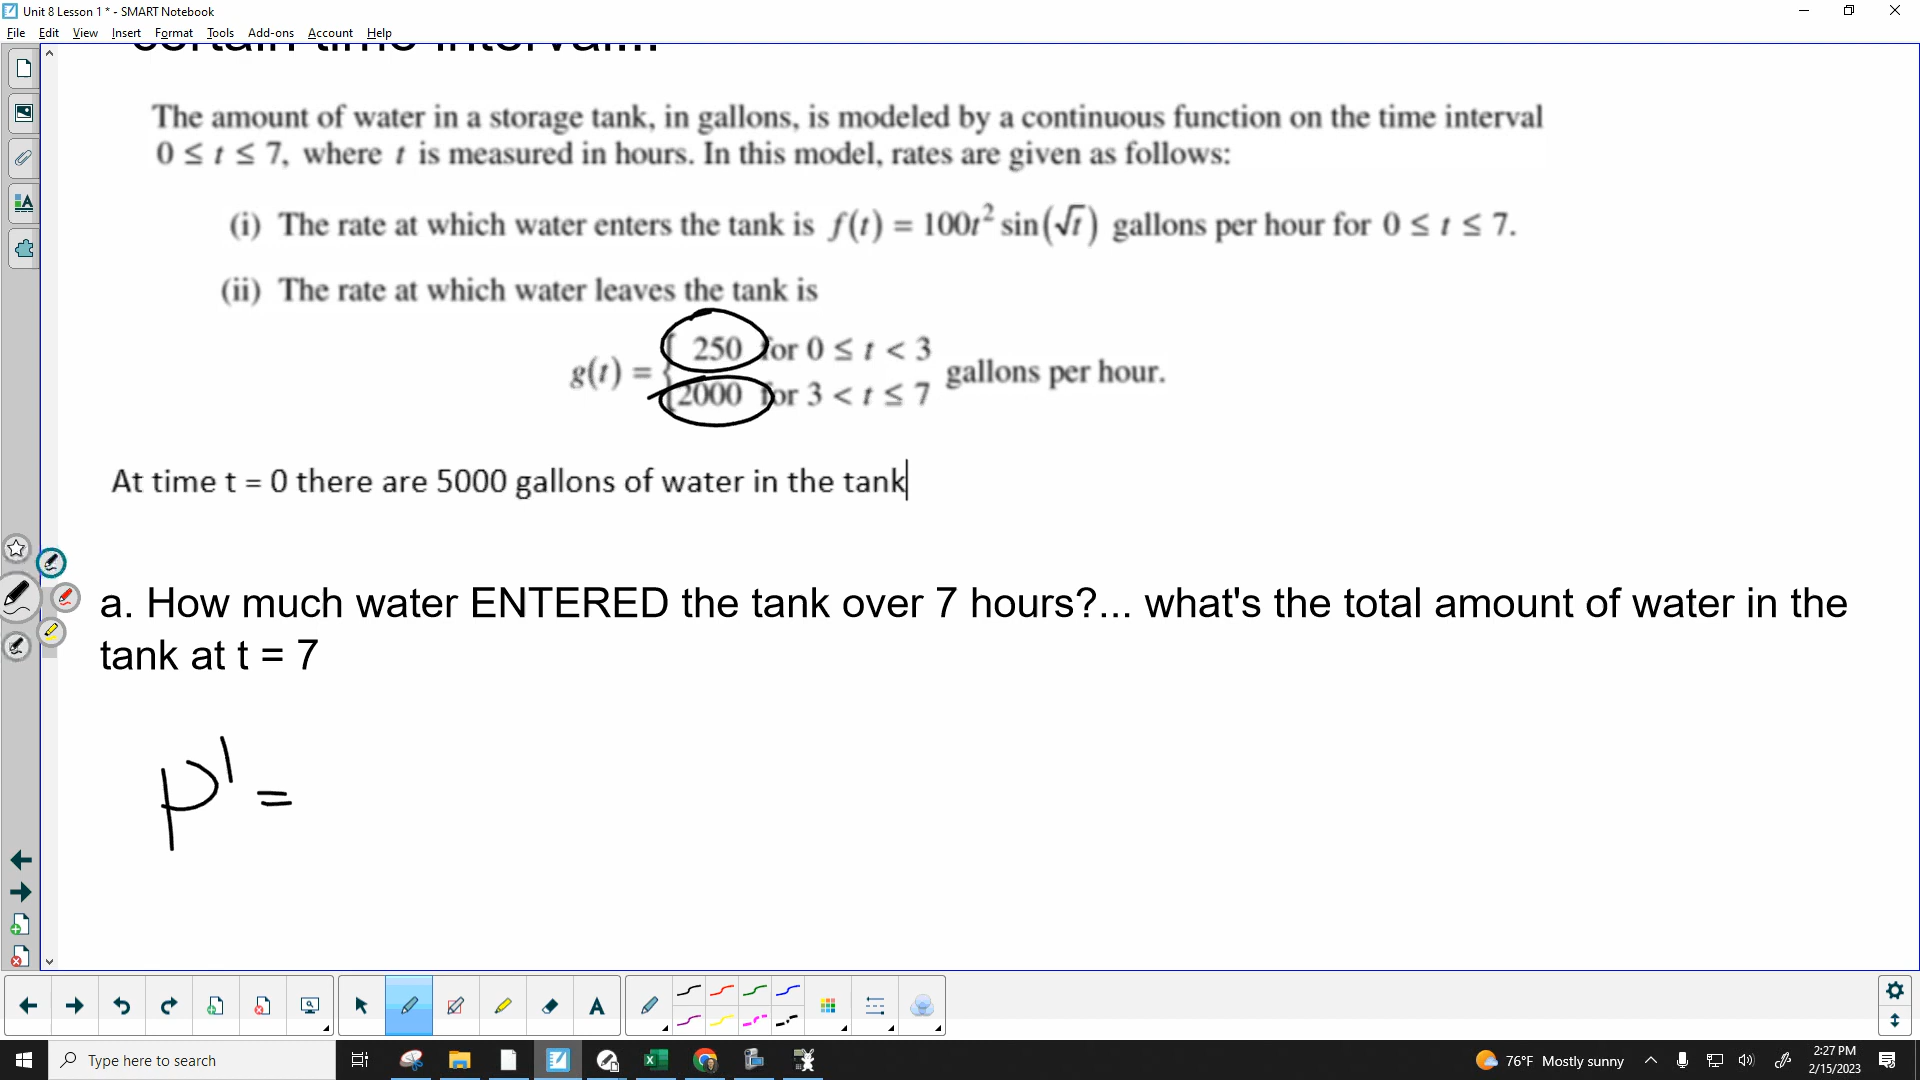 Unit 8 Lesson 1 * - SMART Notebook
File Edit View Insert Format Tools Add-ons Account Help
certain time interval...
The amount of water in a storage tank, in gallons, is modeled by a continuous function on the time interval
0 ≤ t ≤ 7, where t is measured in hours. In this model, rates are given as follows:
(i) The rate at which water enters the tank is f(t) = 100t² sin(√t) gallons per hour for 0 ≤ t ≤ 7.
(ii) The rate at which water leaves the tank is
g(t) = { 250 for 0 ≤ t < 3
2000 for 3 < t ≤ 7 gallons per hour.
At time t = 0 there are 5000 gallons of water in the tank
a. How much water ENTERED the tank over 7 hours?... what's the total amount of water in the
tank at t = 7
P' =
Type here to search
76°F Mostly sunny
2:27 PM
2/15/2023